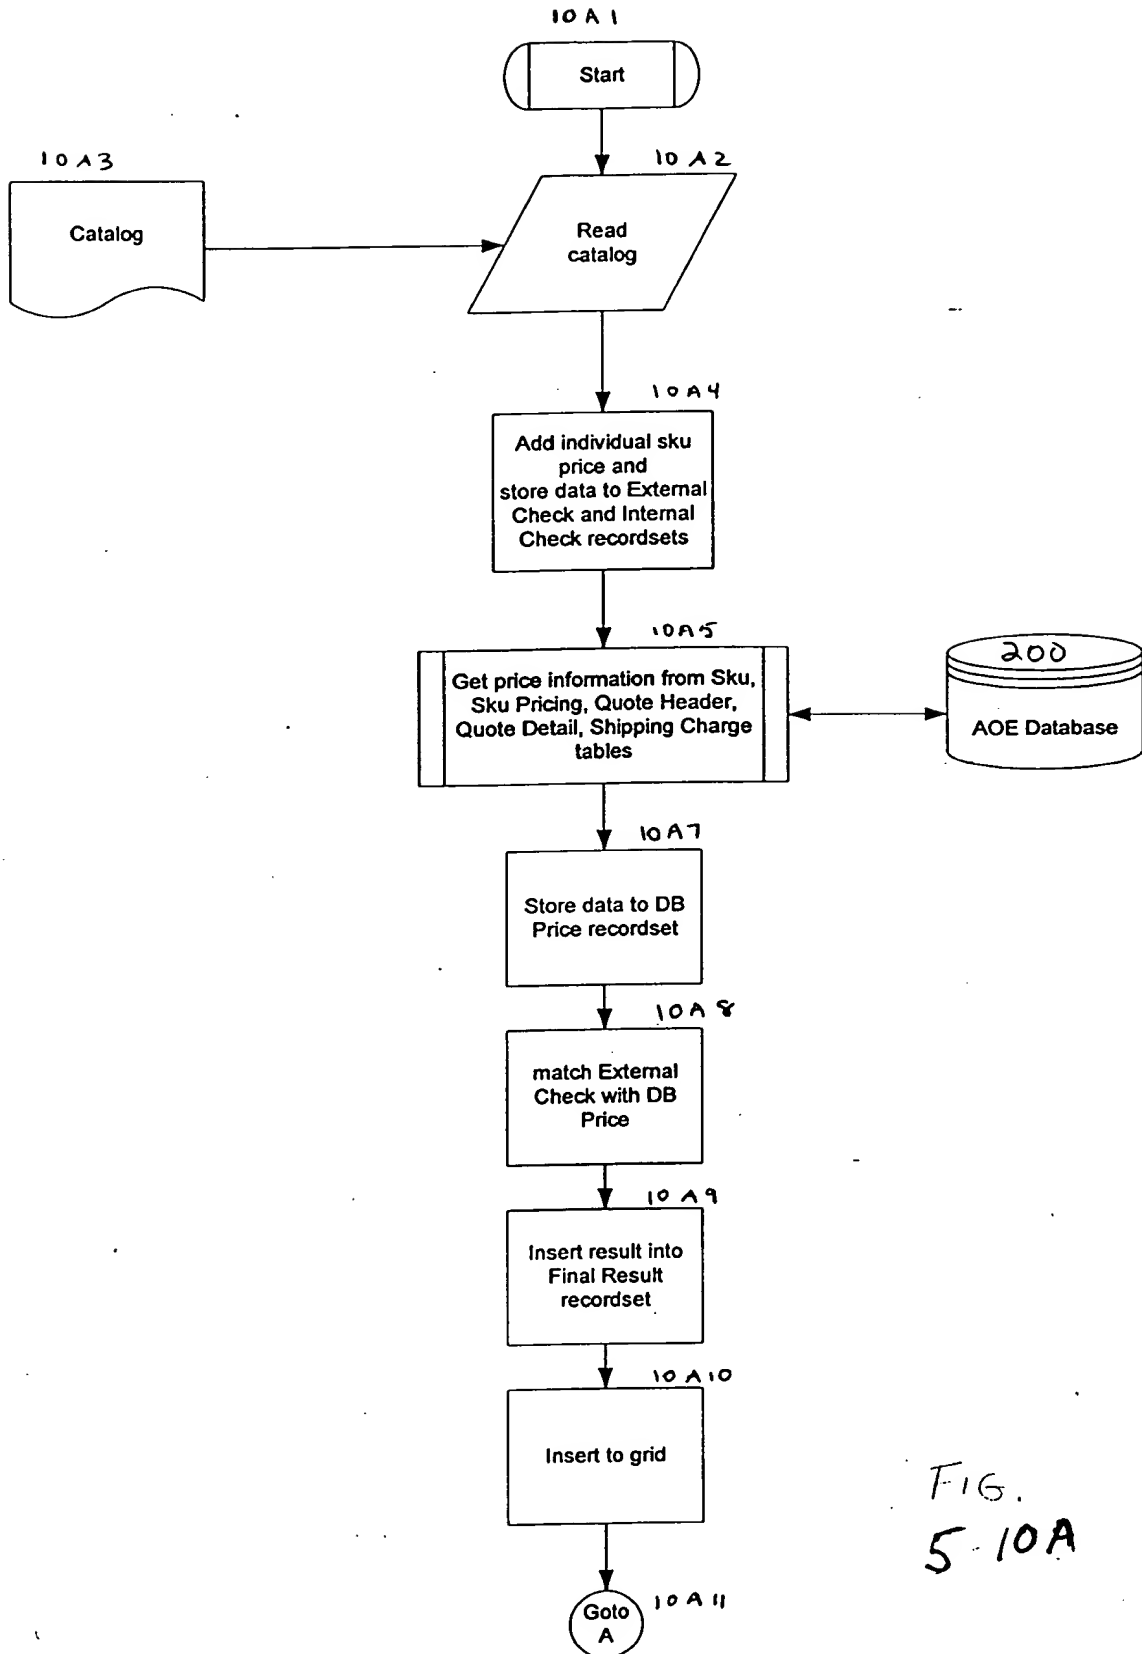 10A1
Start
10A3
10A2
Catalog
Read
catalog
10A4
Add individual sku
price and
store data to External
Check and Internal
Check recordsets
10A5
Get price information from Sku,
Sku Pricing, Quote Header,
Quote Detail, Shipping Charge
tables
200
AOE Database
10A7
Store data to DB
Price recordset
10A8
match External
Check with DB
Price
10A9
Insert result into
Final Result
recordset
10A10
Insert to grid
10A11
Goto
A
FIG.
5-10A